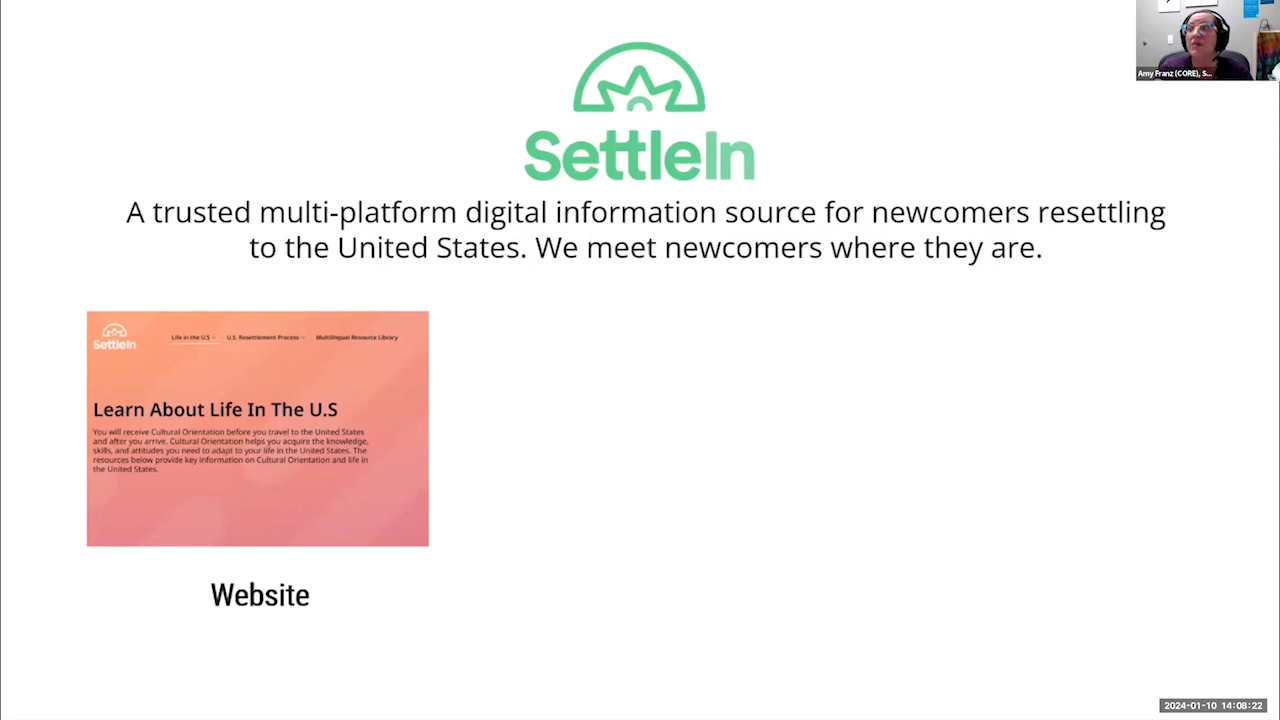 Amy Franz (CORE), S...
SettleIn
A trusted multi-platform digital information source for newcomers resettling
to the United States. We meet newcomers where they are.
SettleIn
Life in the U.S
U.S. Resettlement Process
Multilingual Resource Library
Learn About Life In The U.S
You will receive Cultural Orientation before you travel to the United States
and after you arrive. Cultural Orientation helps you acquire the knowledge,
skills, and attitudes you need to adapt to your life in the United States. The
resources below provide key information on Cultural Orientation and life in
the United States.
Website
2024-01-10 14:08:22